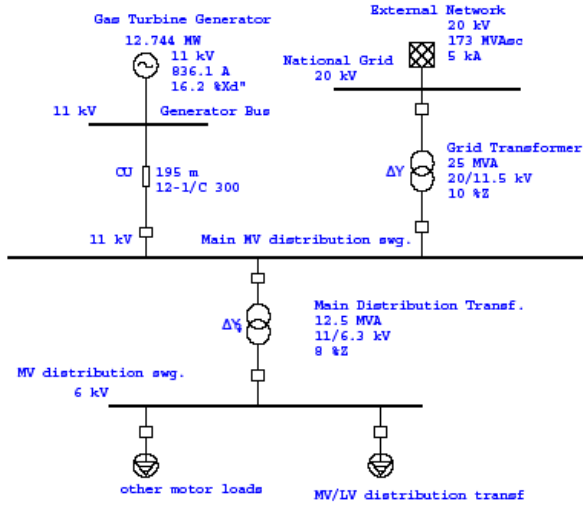 Gas Turbine Generator
12.744 MW
11 kV
836.1 A
16.2 %Xd"
External Network
20 kV
173 MVAsc
5 kA
National Grid
20 kV
11 kV
Generator Bus
CU
195 m
12-1/C 300
Grid Transformer
25 MVA
20/11.5 kV
10 %Z
ΔY
11 kV
Main MV distribution swg.
Main Distribution Transf.
12.5 MVA
11/6.3 kV
8 %Z
ΔY
MV distribution swg.
6 kV
other motor loads
MV/LV distribution transf